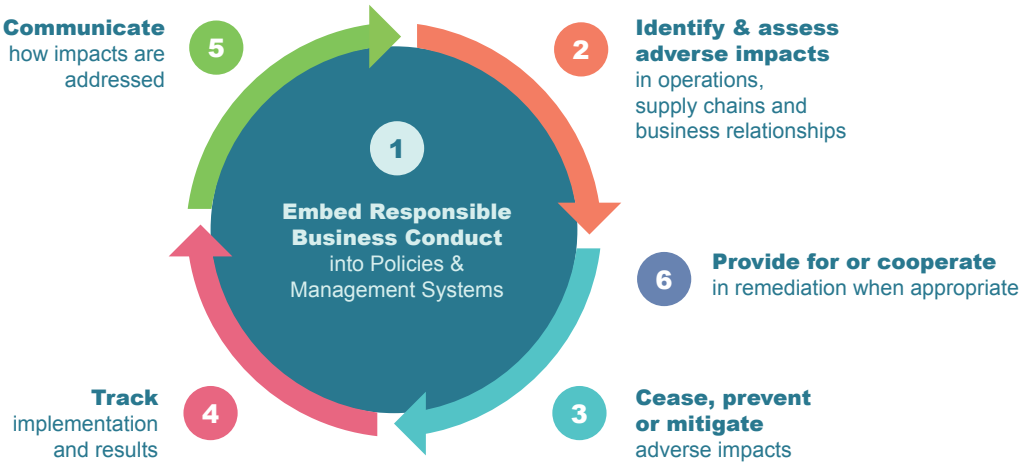 1
Embed Responsible
Business Conduct
into Policies &
Management Systems
2
Identify & assess
adverse impacts
in operations,
supply chains and
business relationships
3
Cease, prevent
or mitigate
adverse impacts
4
Track
implementation
and results
5
Communicate
how impacts are
addressed
6
Provide for or cooperate
in remediation when appropriate